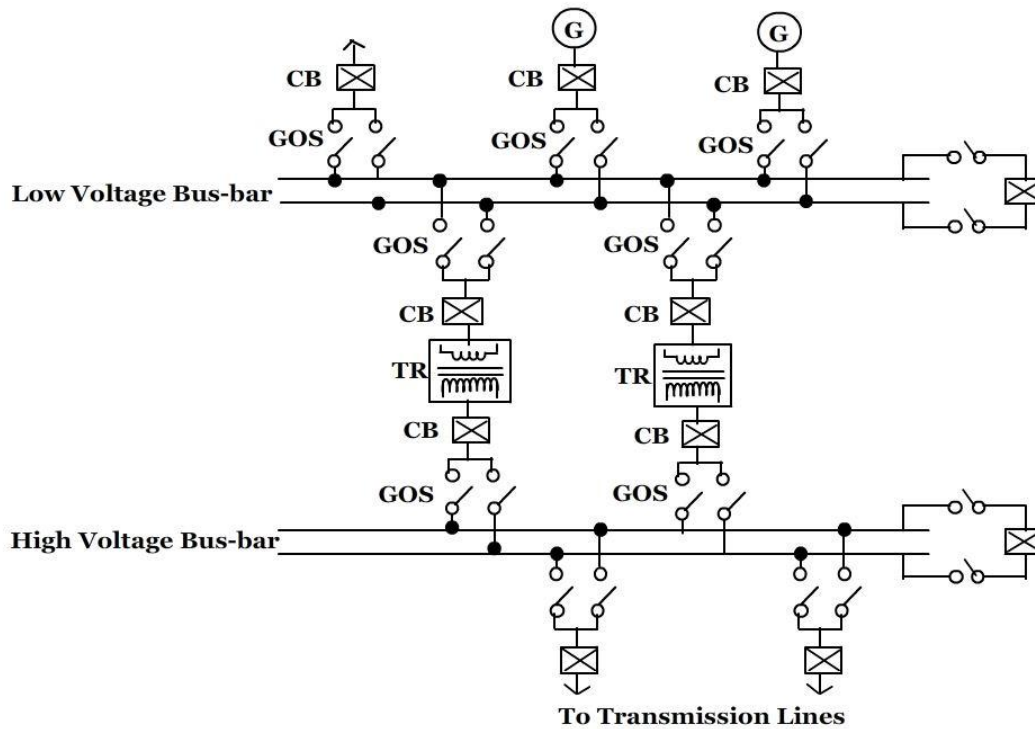 G
G
CB
CB
CB
GOS
GOS
GOS
Low Voltage Bus-bar
GOS
GOS
CB
CB
TR
TR
CB
CB
GOS
GOS
High Voltage Bus-bar
To Transmission Lines